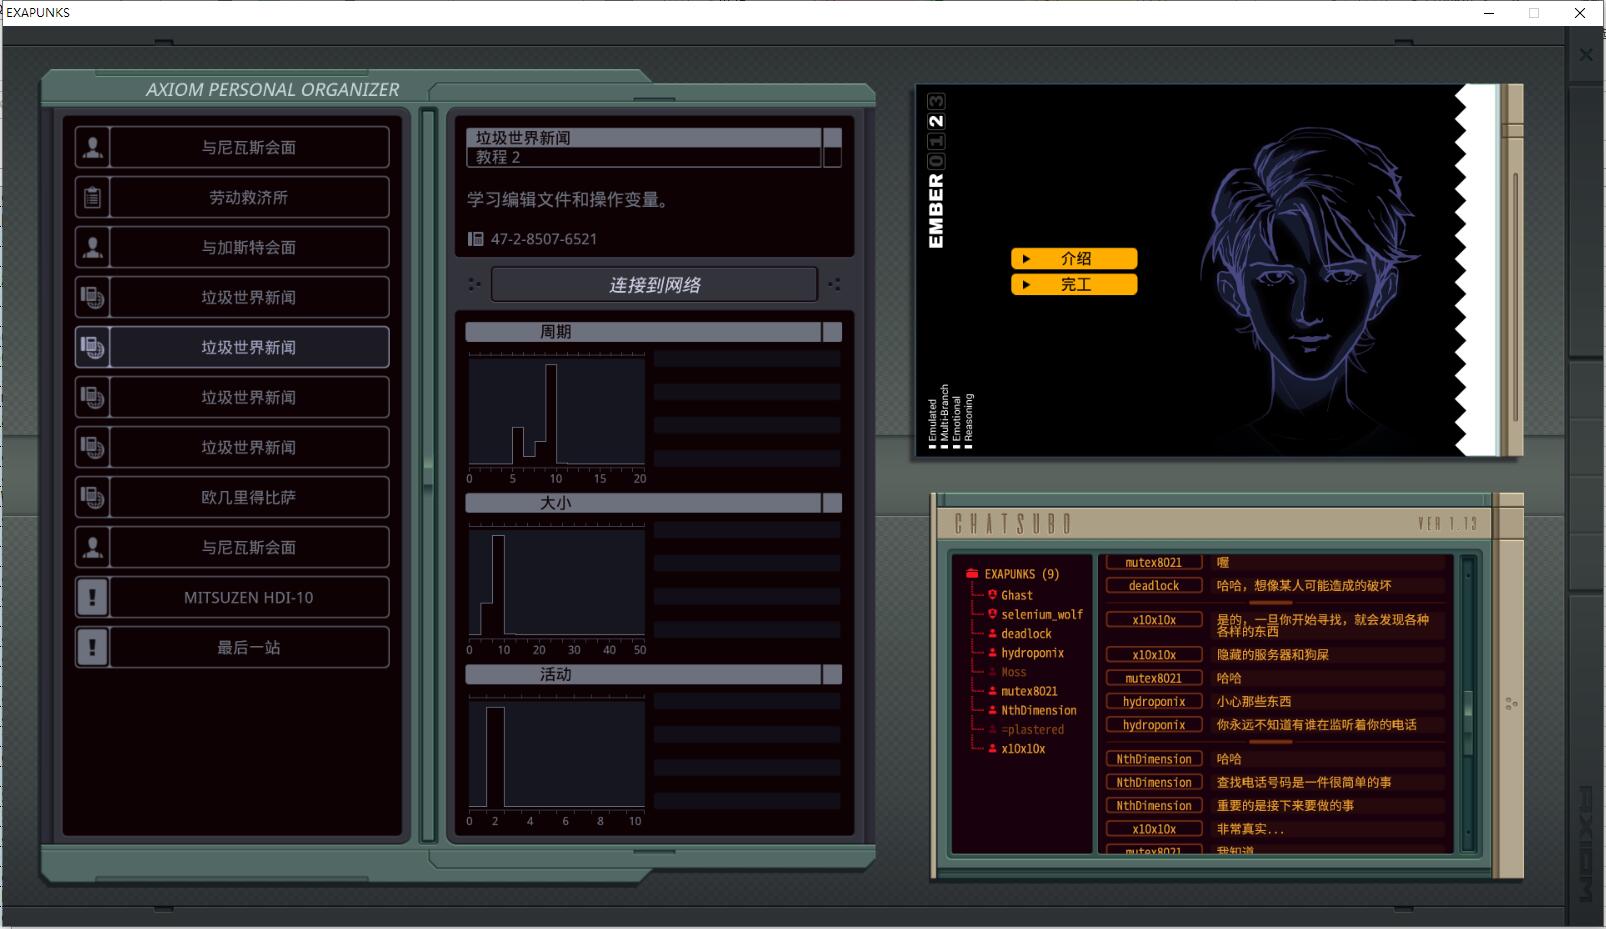 EXAPUNKS
AXIOM PERSONAL ORGANIZER
与尼瓦斯会面
劳动救济所
与加斯特会面
垃圾世界新闻
垃圾世界新闻
垃圾世界新闻
垃圾世界新闻
欧几里得比萨
与尼瓦斯会面
MITSUZEN HDI-10
最后一站
垃圾世界新闻
教程 2
学习编辑文件和操作变量。
47-2-8507-6521
连接到网络
周期
0 5 10 15 20
大小
0 10 20 30 40 50
活动
0 2 4 6 8 10
EMBER 0 1 2 3
Emulated
Multi-Branch
Emotional
Reasoning
介绍
完工
CHATSUBO
VER 1.13
EXAPUNKS (9)
Ghast
selenium_wolf
deadlock
hydroponix
Moss
mutex8021
NthDimension
=plastered
x10x10x
mutex8021 喔
deadlock 哈哈，想像某人可能造成的破坏
x10x10x 是的，一旦你开始寻找，就会发现各种
各样的东西
x10x10x 隐藏的服务器和狗屎
mutex8021 哈哈
hydroponix 小心那些东西
hydroponix 你永远不知道有谁在监听着你的电话
NthDimension 哈哈
NthDimension 查找电话号码是一件很简单的事
NthDimension 重要的是接下来要做的事
x10x10x 非常真实...
mutex8021 我知道
AXIOM